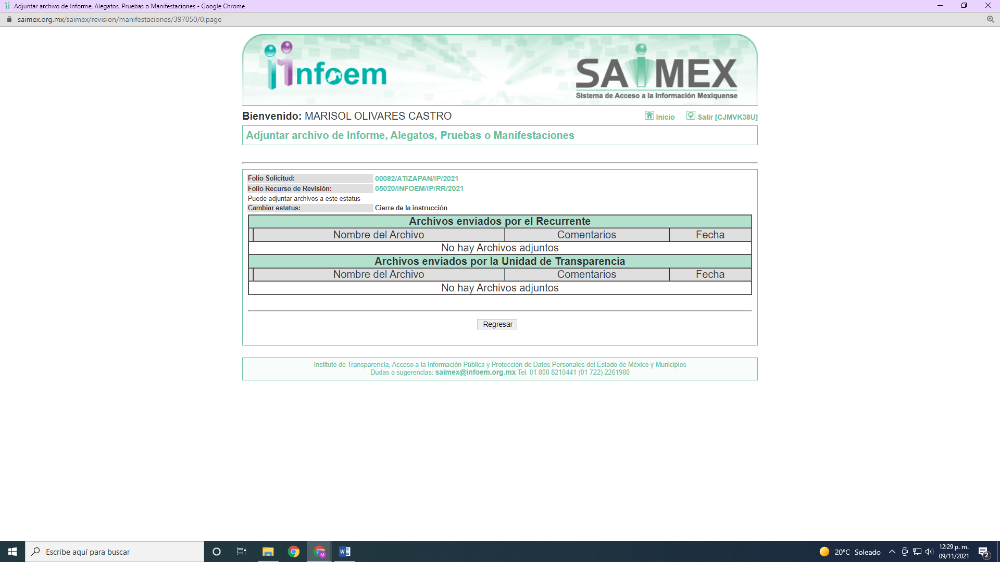 Adjuntar archivo de Informe, Alegatos, Pruebas o Manifestaciones - Google Chrome
saimex.org.mx/saimex/revision/manifestaciones/397050/0.page
infoem
SAIMEX
Sistema de Acceso a la Información Mexiquense
Bienvenido: MARISOL OLIVARES CASTRO
Inicio Salir [CJMVK38U]
Adjuntar archivo de Informe, Alegatos, Pruebas o Manifestaciones
Folio Solicitud: 00082/ATIZAPAN/IP/2021
Folio Recurso de Revisión: 05020/INFOEM/IP/RR/2021
Puede adjuntar archivos a este estatus
Cambiar estatus: Cierre de la instrucción
Archivos enviados por el Recurrente
Nombre del Archivo Comentarios Fecha
No hay Archivos adjuntos
Archivos enviados por la Unidad de Transparencia
Nombre del Archivo Comentarios Fecha
No hay Archivos adjuntos
Regresar
Instituto de Transparencia, Acceso a la Información Pública y Protección de Datos Personales del Estado de México y Municipios
Dudas o sugerencias: saimex@infoem.org.mx Tel. 01 800 8210441 (01 722) 2261980
Escribe aquí para buscar
M
W
20°C Soleado
12:29 p. m.
09/11/2021
2